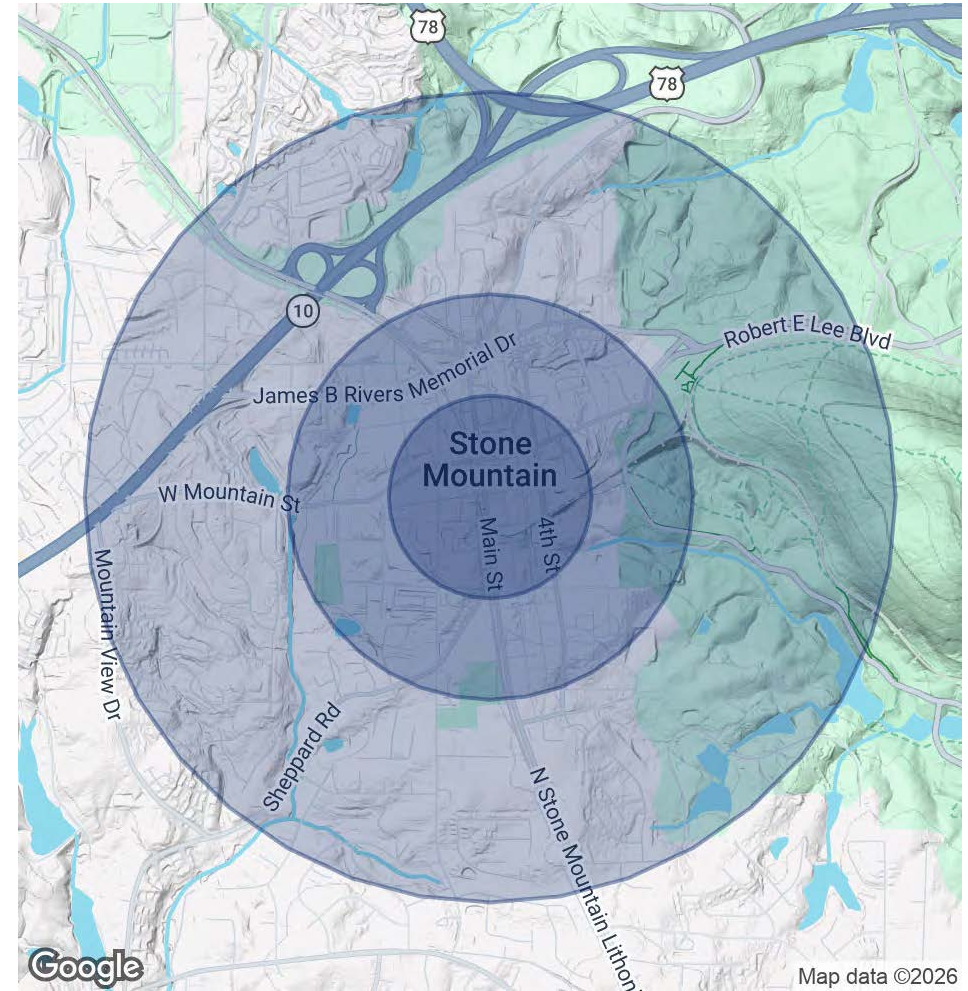 78
78
Robert E Lee Blvd
10
James B Rivers Memorial Dr
Stone
Mountain
W Mountain St
Main St
4th St
Mountain View Dr
Sheppard Rd
N Stone Mountain Lithon
Google
Map data ©2026